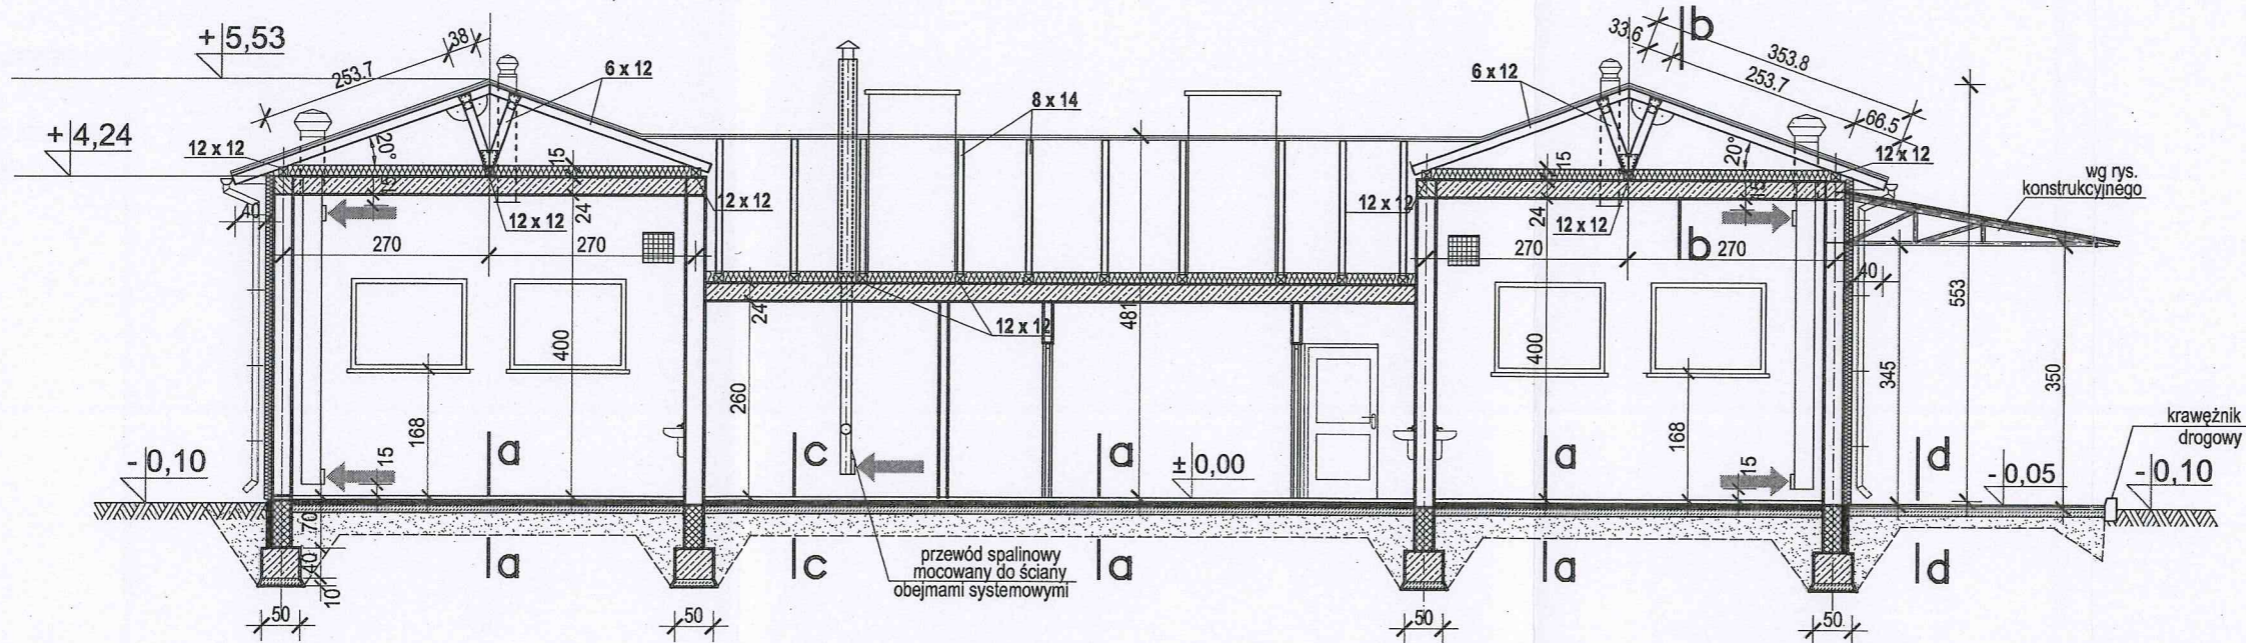 +5,53
253.7
38
6 x 12
+4,24
12 x 12
20°
15
15
40
24
12 x 12
12 x 12
270
270
8 x 14
24
12 x 12
481
400
260
168
15
-0,10
a
c
a
±0,00
70
40
10
50
50
a
c
a
przewód spalinowy
mocowany do ściany
obejmami systemowymi
33.6
b
353.8
253.7
66.5
6 x 12
20°
15
12 x 12
wg rys.
konstrukcyjnego
12 x 12
24
12 x 12
270
b
270
40
553
400
345
350
168
15
a
d
-0,05
krawężnik
drogowy
-0,10
a
d
50
50